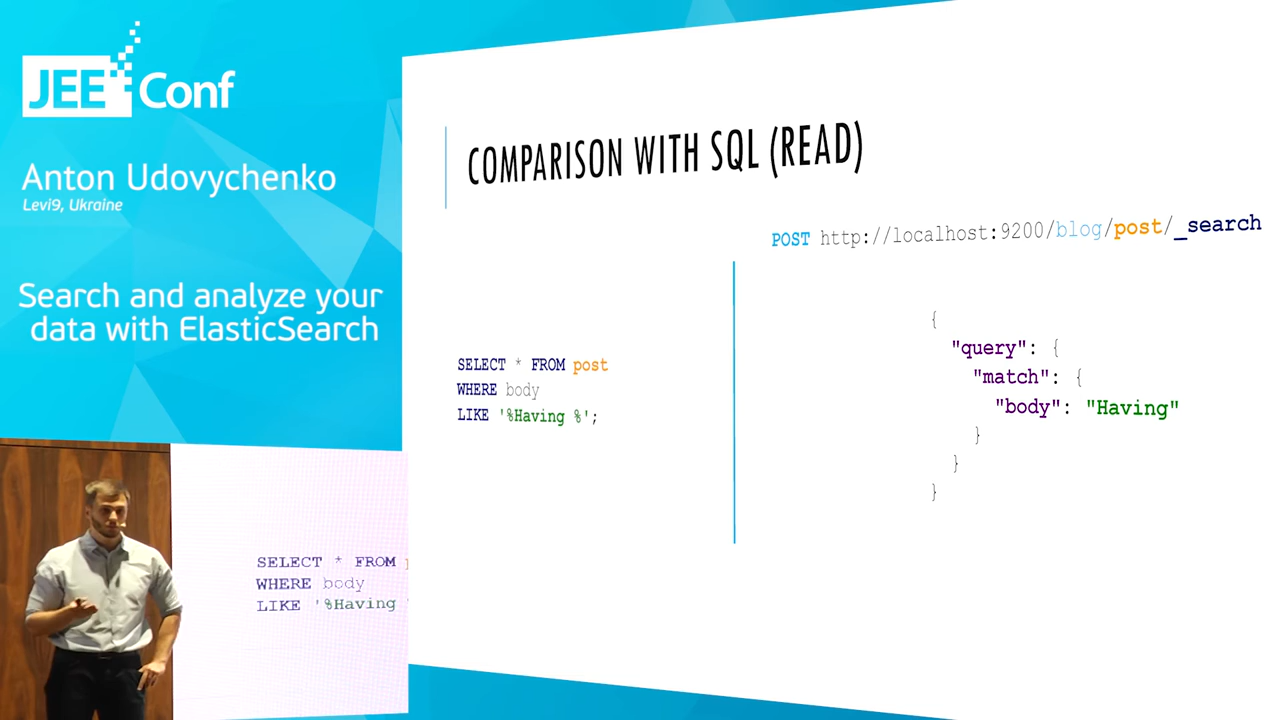 JEE Conf
Anton Udovychenko
Levi9, Ukraine
Search and analyze your
data with ElasticSearch
COMPARISON WITH SQL (READ)
POST http://localhost:9200/blog/post/_search
SELECT * FROM post
WHERE body
LIKE '%Having %';
{
"query": {
"match": {
"body": "Having"
}
}
}
SELECT * FROM
WHERE body
LIKE '%Having